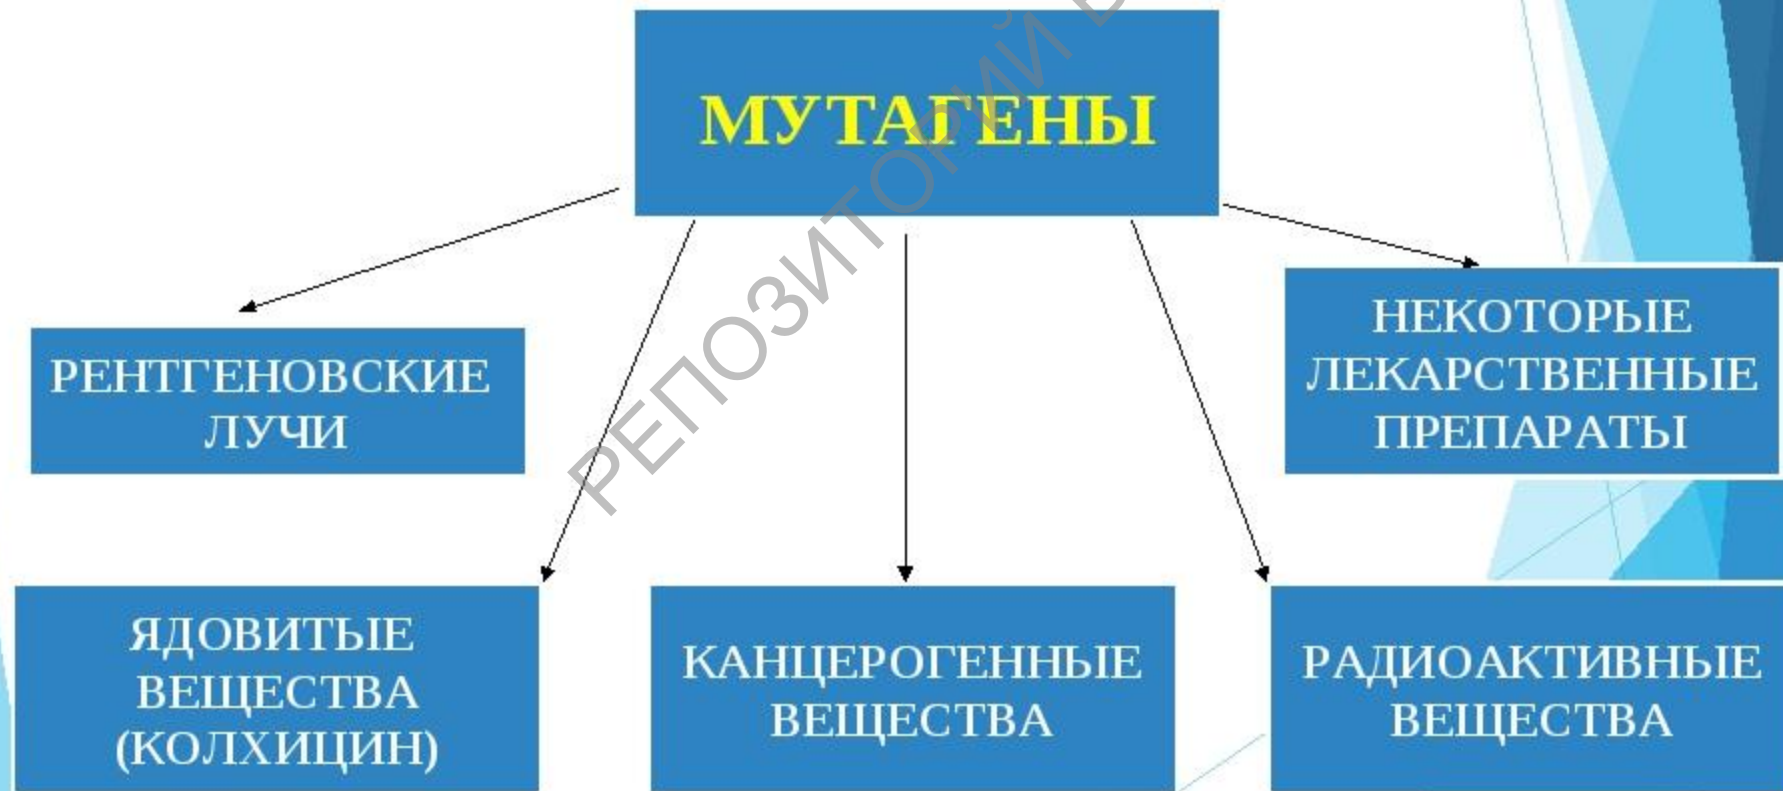 МУТАГЕНЫ
РЕНТГЕНОВСКИЕ
ЛУЧИ
НЕКОТОРЫЕ
ЛЕКАРСТВЕННЫЕ
ПРЕПАРАТЫ
ЯДОВИТЫЕ
ВЕЩЕСТВА
(КОЛХИЦИН)
КАНЦЕРОГЕННЫЕ
ВЕЩЕСТВА
РАДИОАКТИВНЫЕ
ВЕЩЕСТВА
РЕПОЗИТОРИЙ